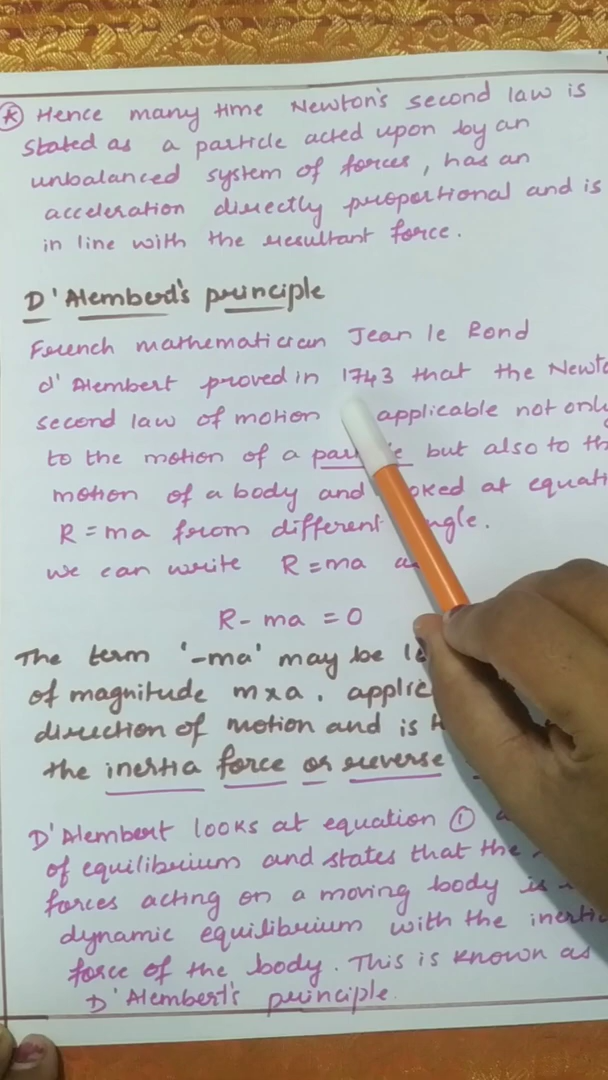 * Hence many time Newton's second law is
stated as a particle acted upon by an
unbalanced system of forces, has an
acceleration directly proportional and is
in line with the resultant force.
D'Alembert's principle
French mathematician Jean le Rond
d'Alembert proved in 1743 that the
second law of motion applicable not only
to the motion of a but also to
motion of a body and at
R = ma from different
we can write R = ma
R - ma = 0
The term '-ma' may be
of magnitude m x a,
direction of motion and is
the inertia force or reverse
D'Alembert looks at equation ①
of equilibrium and states that the
forces acting on a moving body is
dynamic equilibrium with the
force of the body. This is known as
D'Alembert's principle.